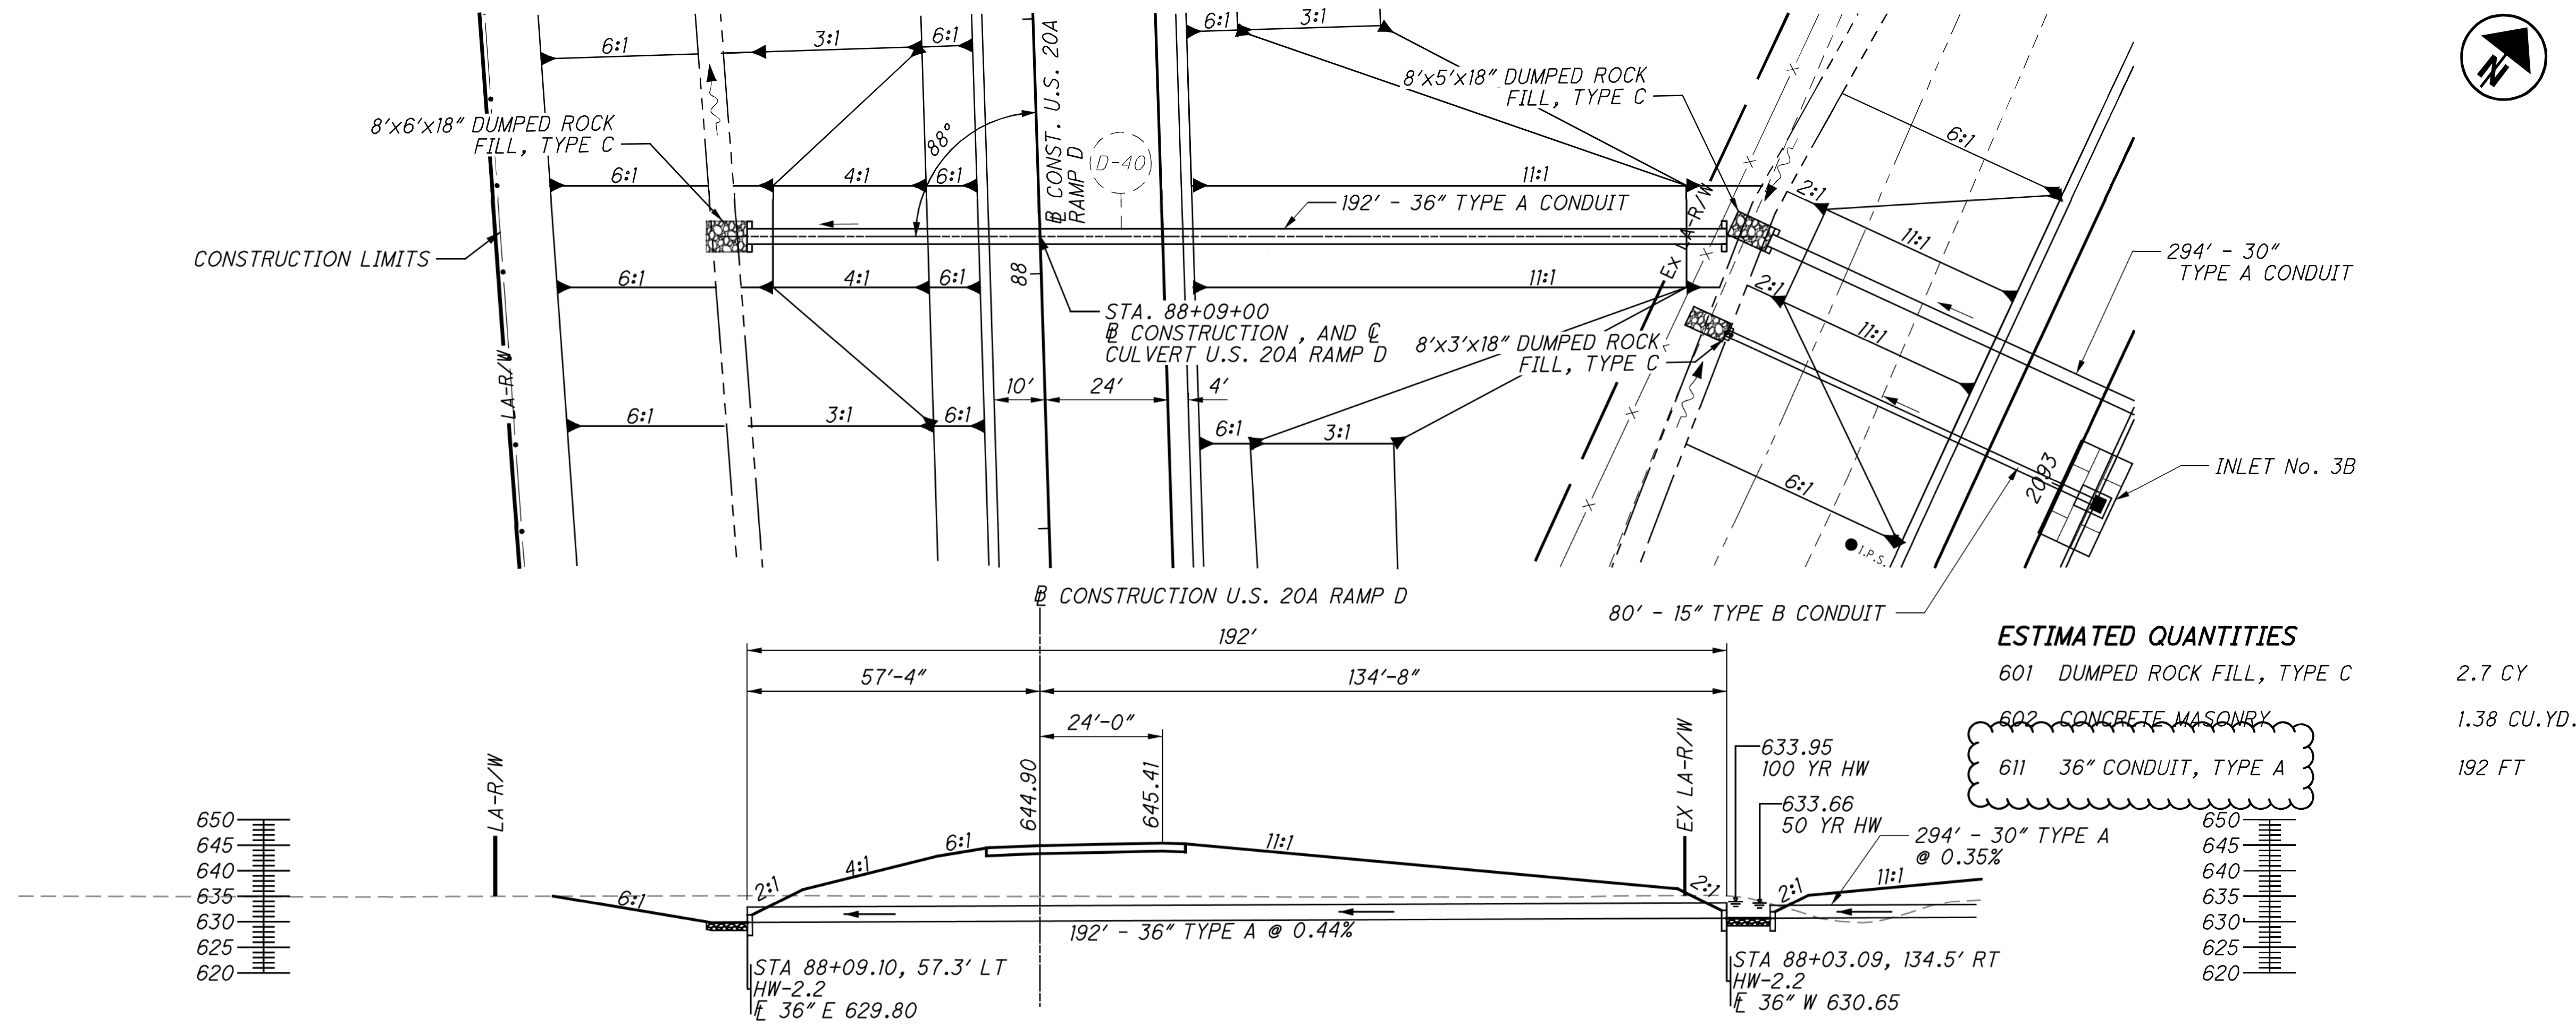 6:1
3:1
6:1
6:1
3:1
N
8'x6'x18" DUMPED ROCK
FILL, TYPE C
88°
℄ CONST. U.S. 20A
RAMP D
D-40
8'x5'x18" DUMPED ROCK
FILL, TYPE C
6:1
6:1
4:1
6:1
11:1
2:1
192' - 36" TYPE A CONDUIT
Ex LA-R/W
11:1
294' - 30"
TYPE A CONDUIT
CONSTRUCTION LIMITS
6:1
4:1
6:1
88
11:1
2:1
STA. 88+09+00
℄ CONSTRUCTION , AND ℄
CULVERT U.S. 20A RAMP D
8'x3'x18" DUMPED ROCK
FILL, TYPE C
11:1
LA-R/W
10'
24'
4'
6:1
3:1
6:1
6:1
3:1
6:1
2093
INLET No. 3B
I.P.S.
℄ CONSTRUCTION U.S. 20A RAMP D
80' - 15" TYPE B CONDUIT
192'
57'-4"
134'-8"
24'-0"
ESTIMATED QUANTITIES
601 DUMPED ROCK FILL, TYPE C 2.7 CY
602 CONCRETE MASONRY 1.38 CU.YD.
611 36" CONDUIT, TYPE A 192 FT
LA-R/W
644.90
645.41
EX LA-R/W
633.95
100 YR HW
633.66
50 YR HW
294' - 30" TYPE A
@ 0.35%
650
645
640
635
630
625
620
6:1
2:1
4:1
6:1
11:1
2:1
2:1
11:1
650
645
640
635
630
625
620
192' - 36" TYPE A @ 0.44%
STA 88+09.10, 57.3' LT
HW-2.2
℄ 36" E 629.80
STA 88+03.09, 134.5' RT
HW-2.2
℄ 36" W 630.65